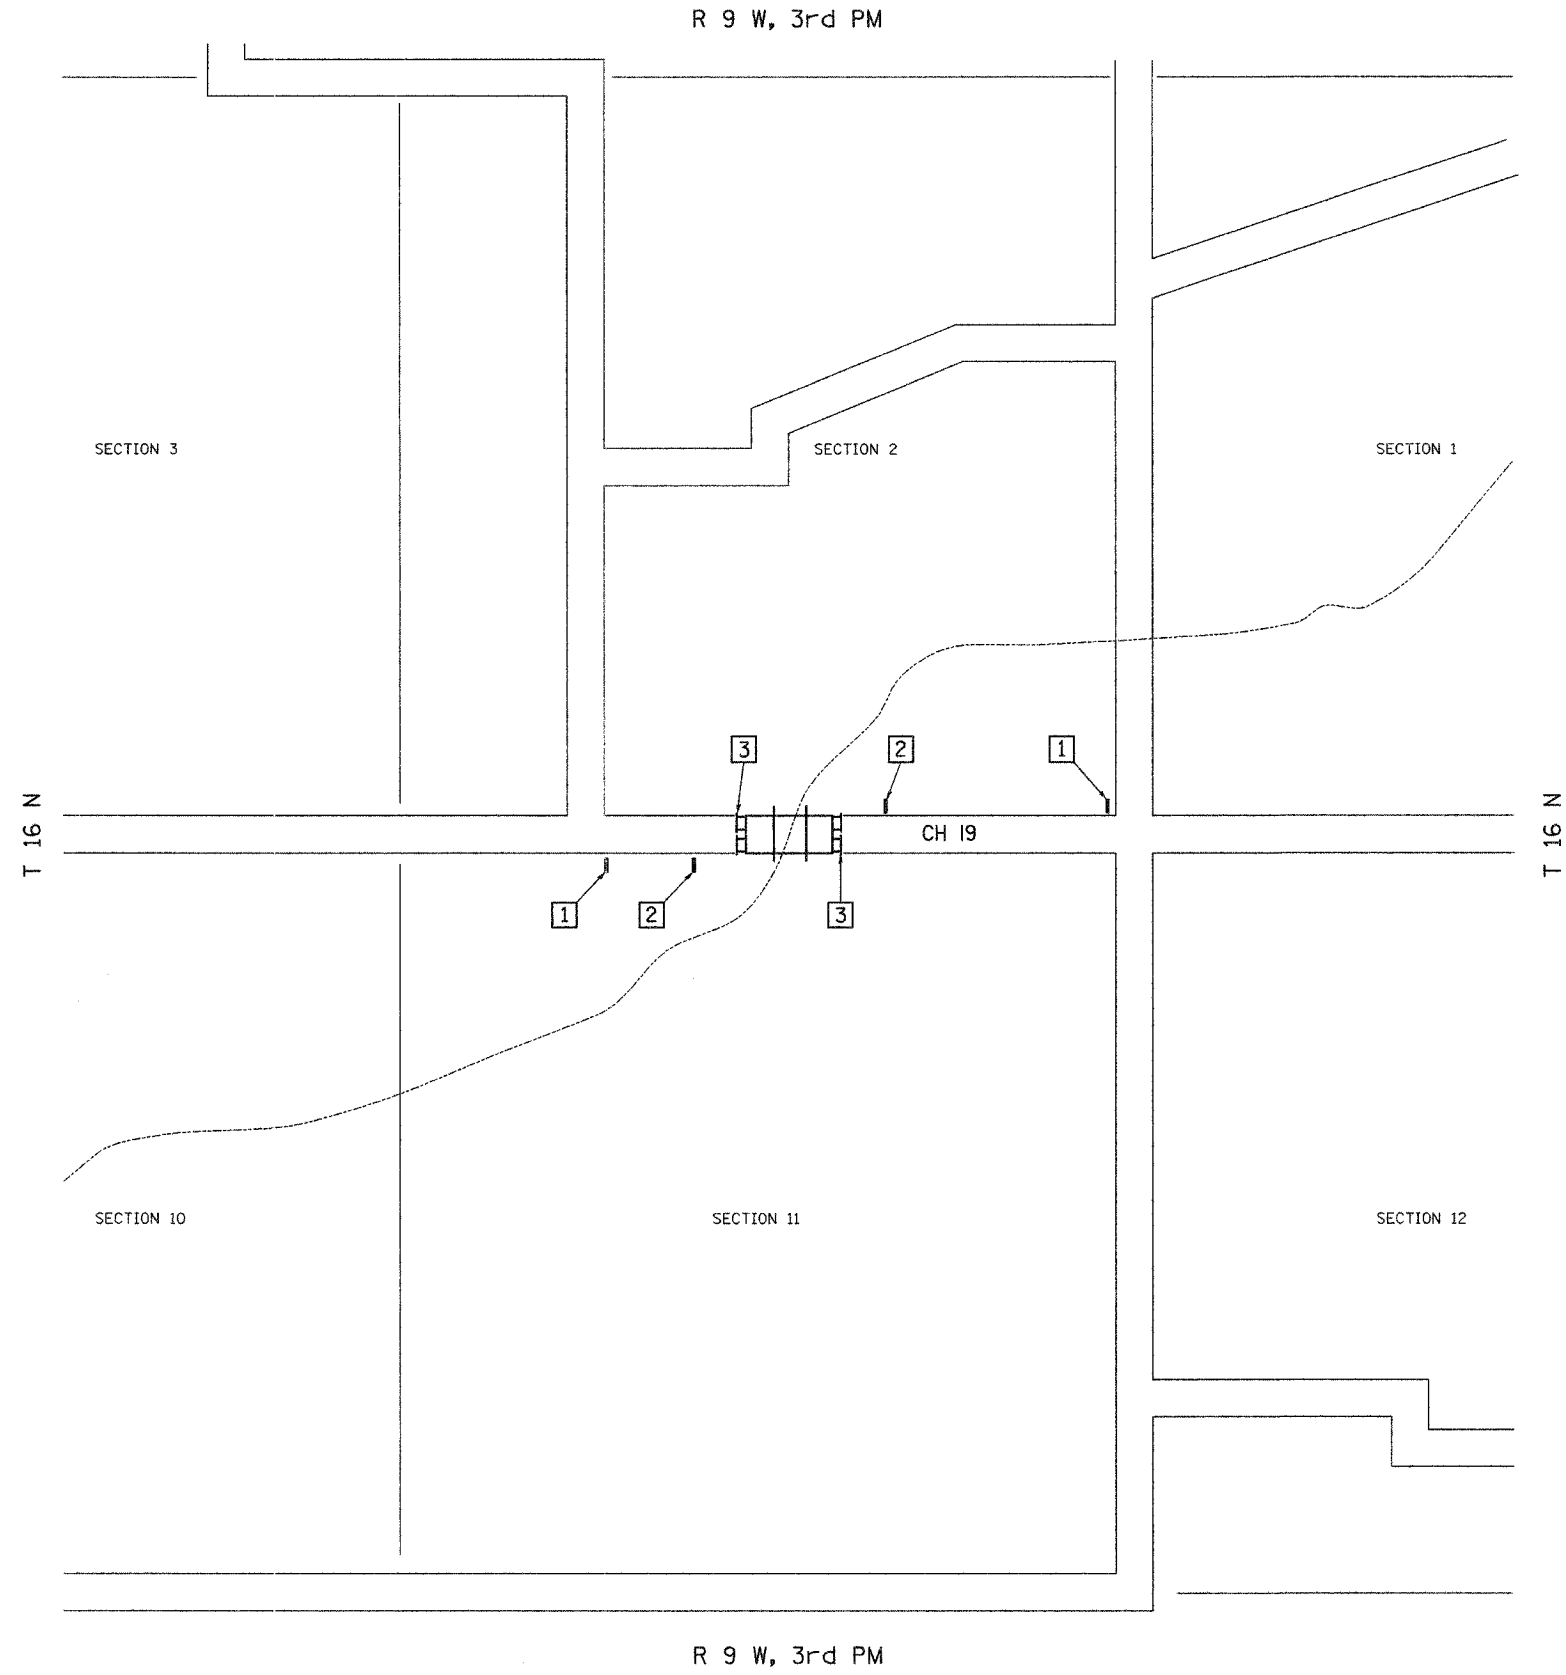 R 9 W, 3rd PM
SECTION 3
SECTION 2
SECTION 1
3
2
1
T 16 N
CH 19
T 16 N
1
2
3
SECTION 10
SECTION 11
SECTION 12
R 9 W, 3rd PM